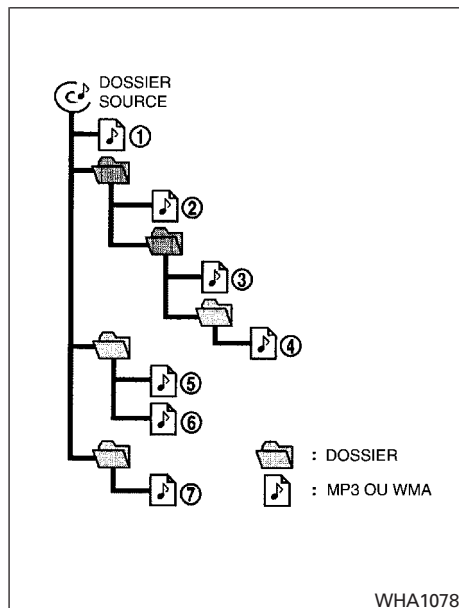 DOSSIER
SOURCE
①
②
③
④
⑤
⑥
⑦
: DOSSIER
: MP3 OU WMA
WHA1078